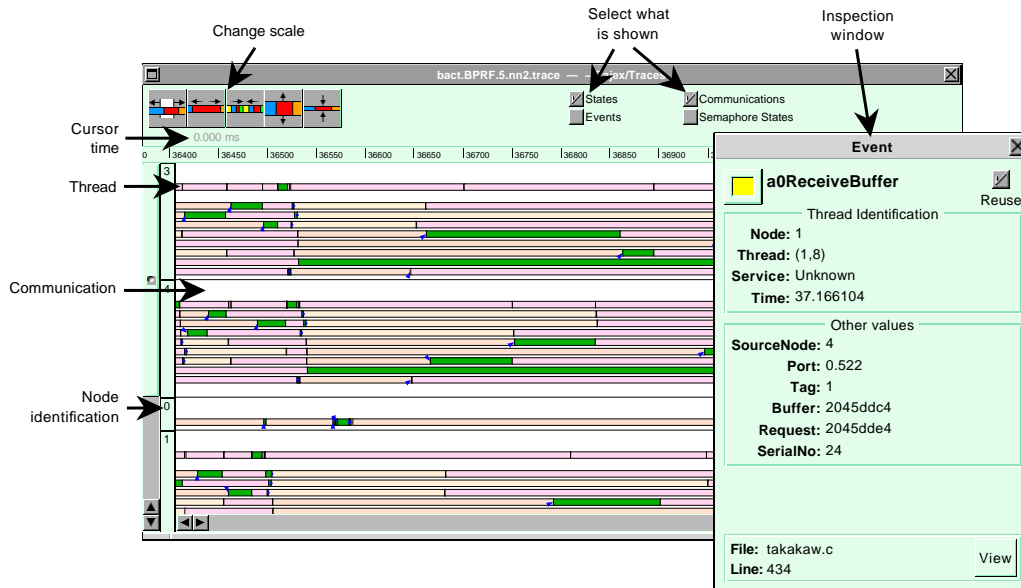 Select what
is shown
Inspection
window
Change scale
bact.BPRF.5.nn2.trace —
ajex/Traces
States
Communications
Events
Semaphore States
Cursor
time
0.000 ms
0 36400 36450 36500 36550 36600 36650 36700 36750 36800 36850 36900
Event
3
Thread
a0ReceiveBuffer
Reuse
Thread Identification
Node: 1
Thread: (1,8)
Service: Unknown
Time: 37.166104
Communication
4
Other values
SourceNode: 4
Port: 0.522
Tag: 1
Buffer: 2045ddc4
Request: 2045dde4
SerialNo: 24
Node
identification
0
1
File: takakaw.c
Line: 434
View